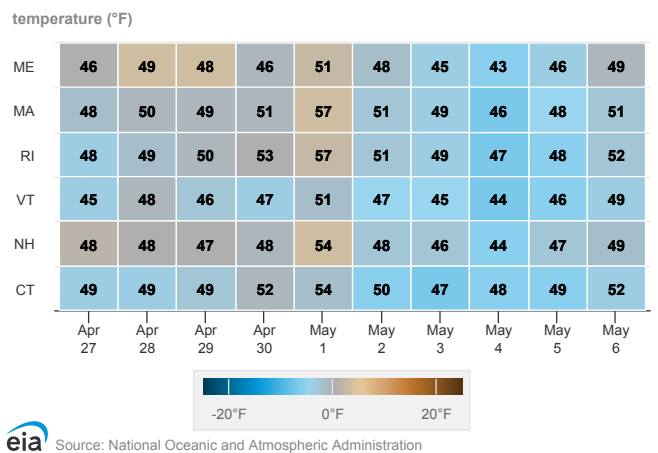 temperature (°F)
ME 46 49 48 46 51 48 45 43 46 49
MA 48 50 49 51 57 51 49 46 48 51
RI 48 49 50 53 57 51 49 47 48 52
VT 45 48 46 47 51 47 45 44 46 49
NH 48 48 47 48 54 48 46 44 47 49
CT 49 49 49 52 54 50 47 48 49 52
Apr Apr Apr Apr May May May May May May
27 28 29 30 1 2 3 4 5 6
-20°F 0°F 20°F
eia Source: National Oceanic and Atmospheric Administration